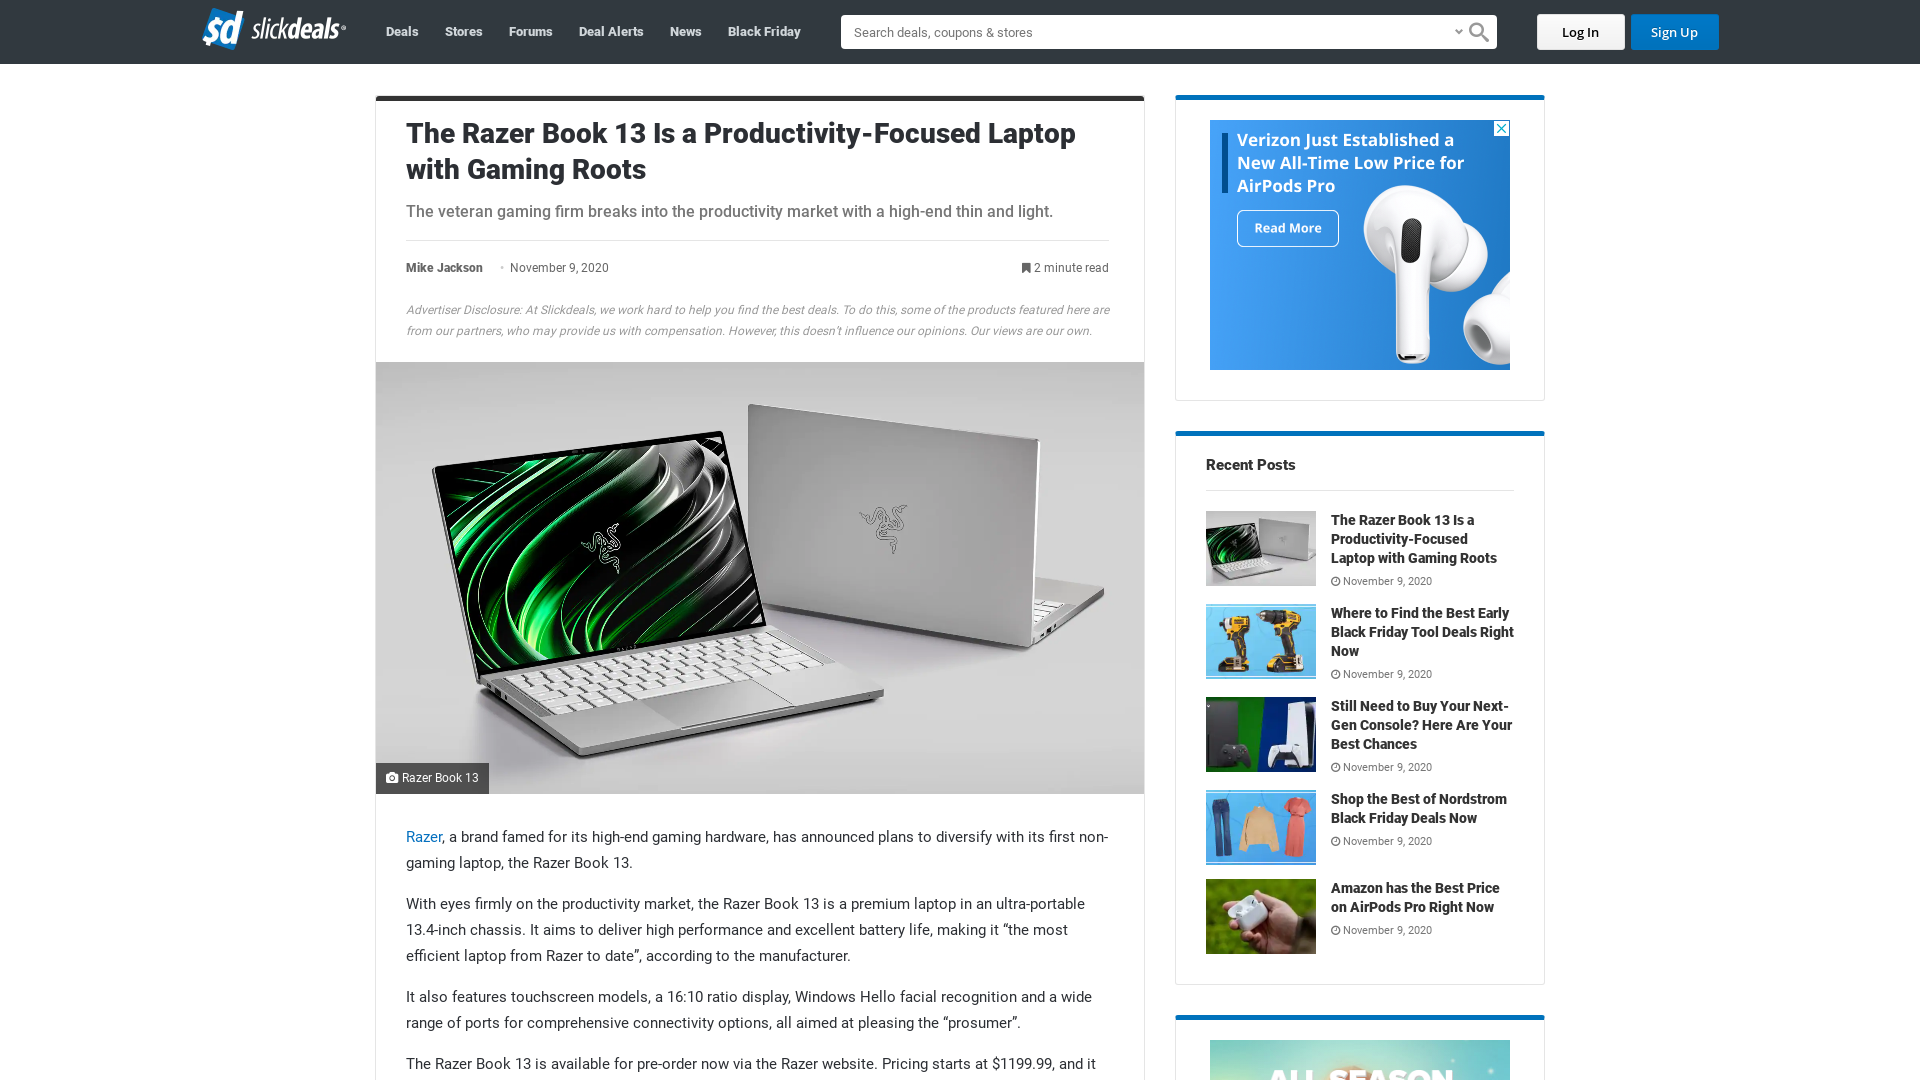 sd slickdeals
Deals
Stores
Forums
Deal Alerts
News
Black Friday
Search deals, coupons & stores
Log In
Sign Up
The Razer Book 13 Is a Productivity-Focused Laptop
with Gaming Roots
The veteran gaming firm breaks into the productivity market with a high-end thin and light.
Mike Jackson
• November 9, 2020
2 minute read
Advertiser Disclosure: At Slickdeals, we work hard to help you find the best deals. To do this, some of the products featured here are
from our partners, who may provide us with compensation. However, this doesn't influence our opinions. Our views are our own.
Razer Book 13
Razer, a brand famed for its high-end gaming hardware, has announced plans to diversify with its first non-
gaming laptop, the Razer Book 13.
With eyes firmly on the productivity market, the Razer Book 13 is a premium laptop in an ultra-portable
13.4-inch chassis. It aims to deliver high performance and excellent battery life, making it “the most
efficient laptop from Razer to date”, according to the manufacturer.
It also features touchscreen models, a 16:10 ratio display, Windows Hello facial recognition and a wide
range of ports for comprehensive connectivity options, all aimed at pleasing the “prosumer”.
The Razer Book 13 is available for pre-order now via the Razer website. Pricing starts at $1199.99, and it
Verizon Just Established a
New All-Time Low Price for
AirPods Pro
Read More
Recent Posts
The Razer Book 13 Is a
Productivity-Focused
Laptop with Gaming Roots
November 9, 2020
Where to Find the Best Early
Black Friday Tool Deals Right
Now
November 9, 2020
Still Need to Buy Your Next-
Gen Console? Here Are Your
Best Chances
November 9, 2020
Shop the Best of Nordstrom
Black Friday Deals Now
November 9, 2020
Amazon has the Best Price
on AirPods Pro Right Now
November 9, 2020
ALL SEASON